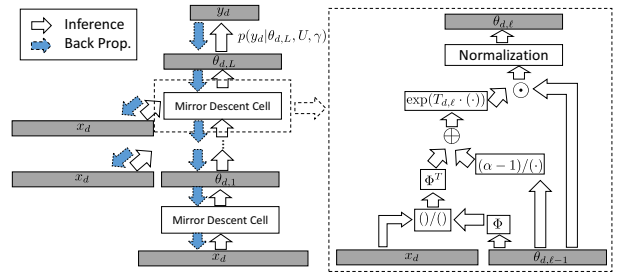 Inference
Back Prop.
y_d
p(y_d|θ_{d,L}, U, γ)
θ_{d,L}
Mirror Descent Cell
x_d
x_d
θ_{d,1}
Mirror Descent Cell
x_d
θ_{d,ℓ}
Normalization
⊙
exp(T_{d,ℓ} · (·))
⊕
(α − 1)/(·)
Φ^T
()/()
Φ
x_d
θ_{d,ℓ−1}